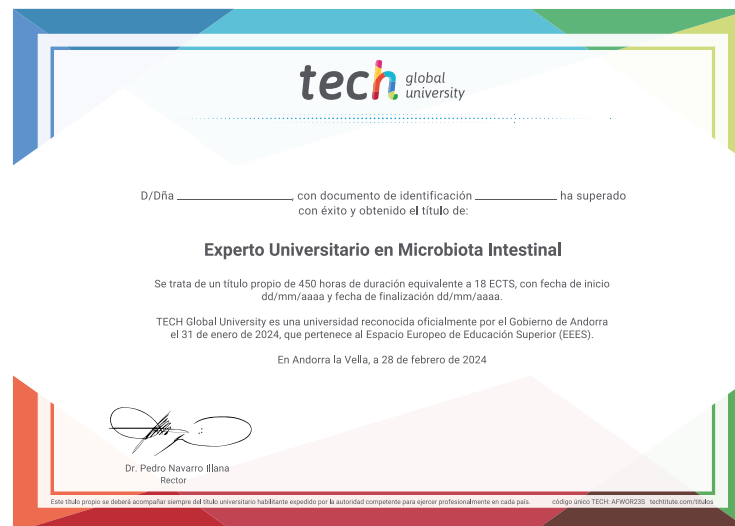 tech global university
D/Dña ____________, con documento de identificación ____________ ha superado
con éxito y obtenido el título de:
Experto Universitario en Microbiota Intestinal
Se trata de un título propio de 450 horas de duración equivalente a 18 ECTS, con fecha de inicio
dd/mm/aaaa y fecha de finalización dd/mm/aaaa.
TECH Global University es una universidad reconocida oficialmente por el Gobierno de Andorra
el 31 de enero de 2024, que pertenece al Espacio Europeo de Educación Superior (EEES).
En Andorra la Vella, a 28 de febrero de 2024
Dr. Pedro Navarro Illana
Rector
Este título propio se deberá acompañar siempre del título universitario habilitante expedido por la autoridad competente para ejercer profesionalmente en cada país. código único TECH: AFWOR23S techtitute.com/titulos